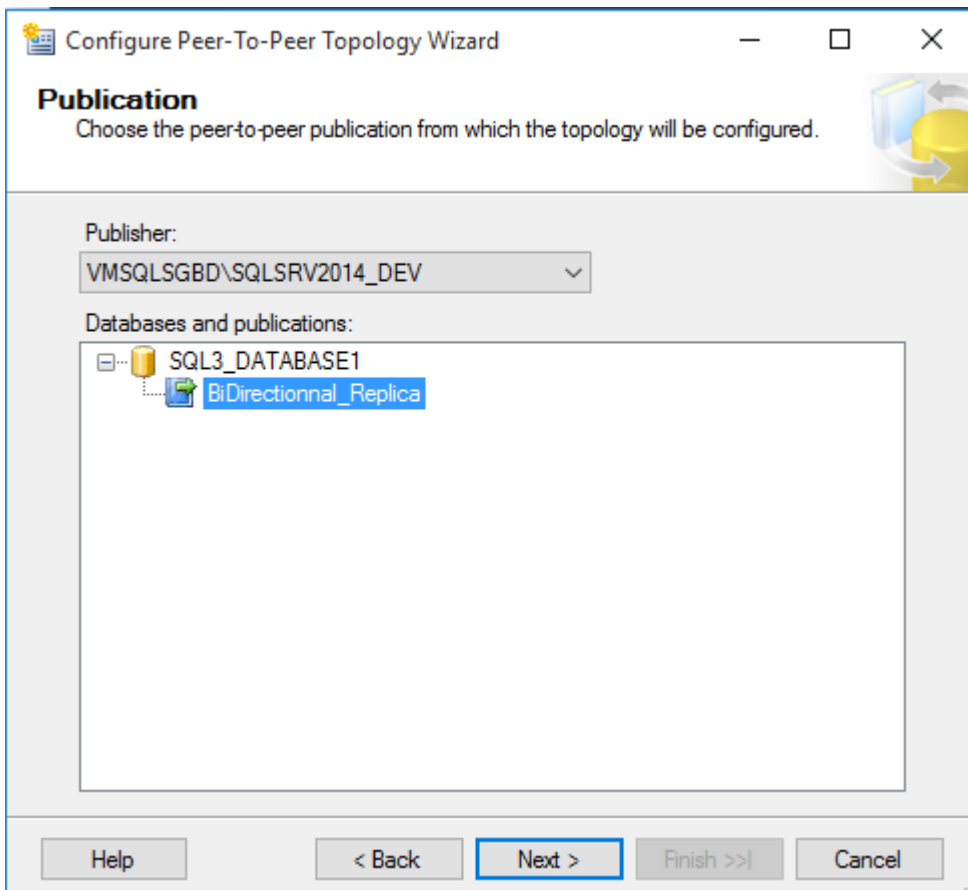 Configure Peer-To-Peer Topology Wizard
Publication
Choose the peer-to-peer publication from which the topology will be configured.
Publisher:
VMSQLSGBD\SQLSRV2014_DEV
Databases and publications:
SQL3_DATABASE1
BiDirectionnal_Replica
Help
< Back
Next >
Finish >>|
Cancel